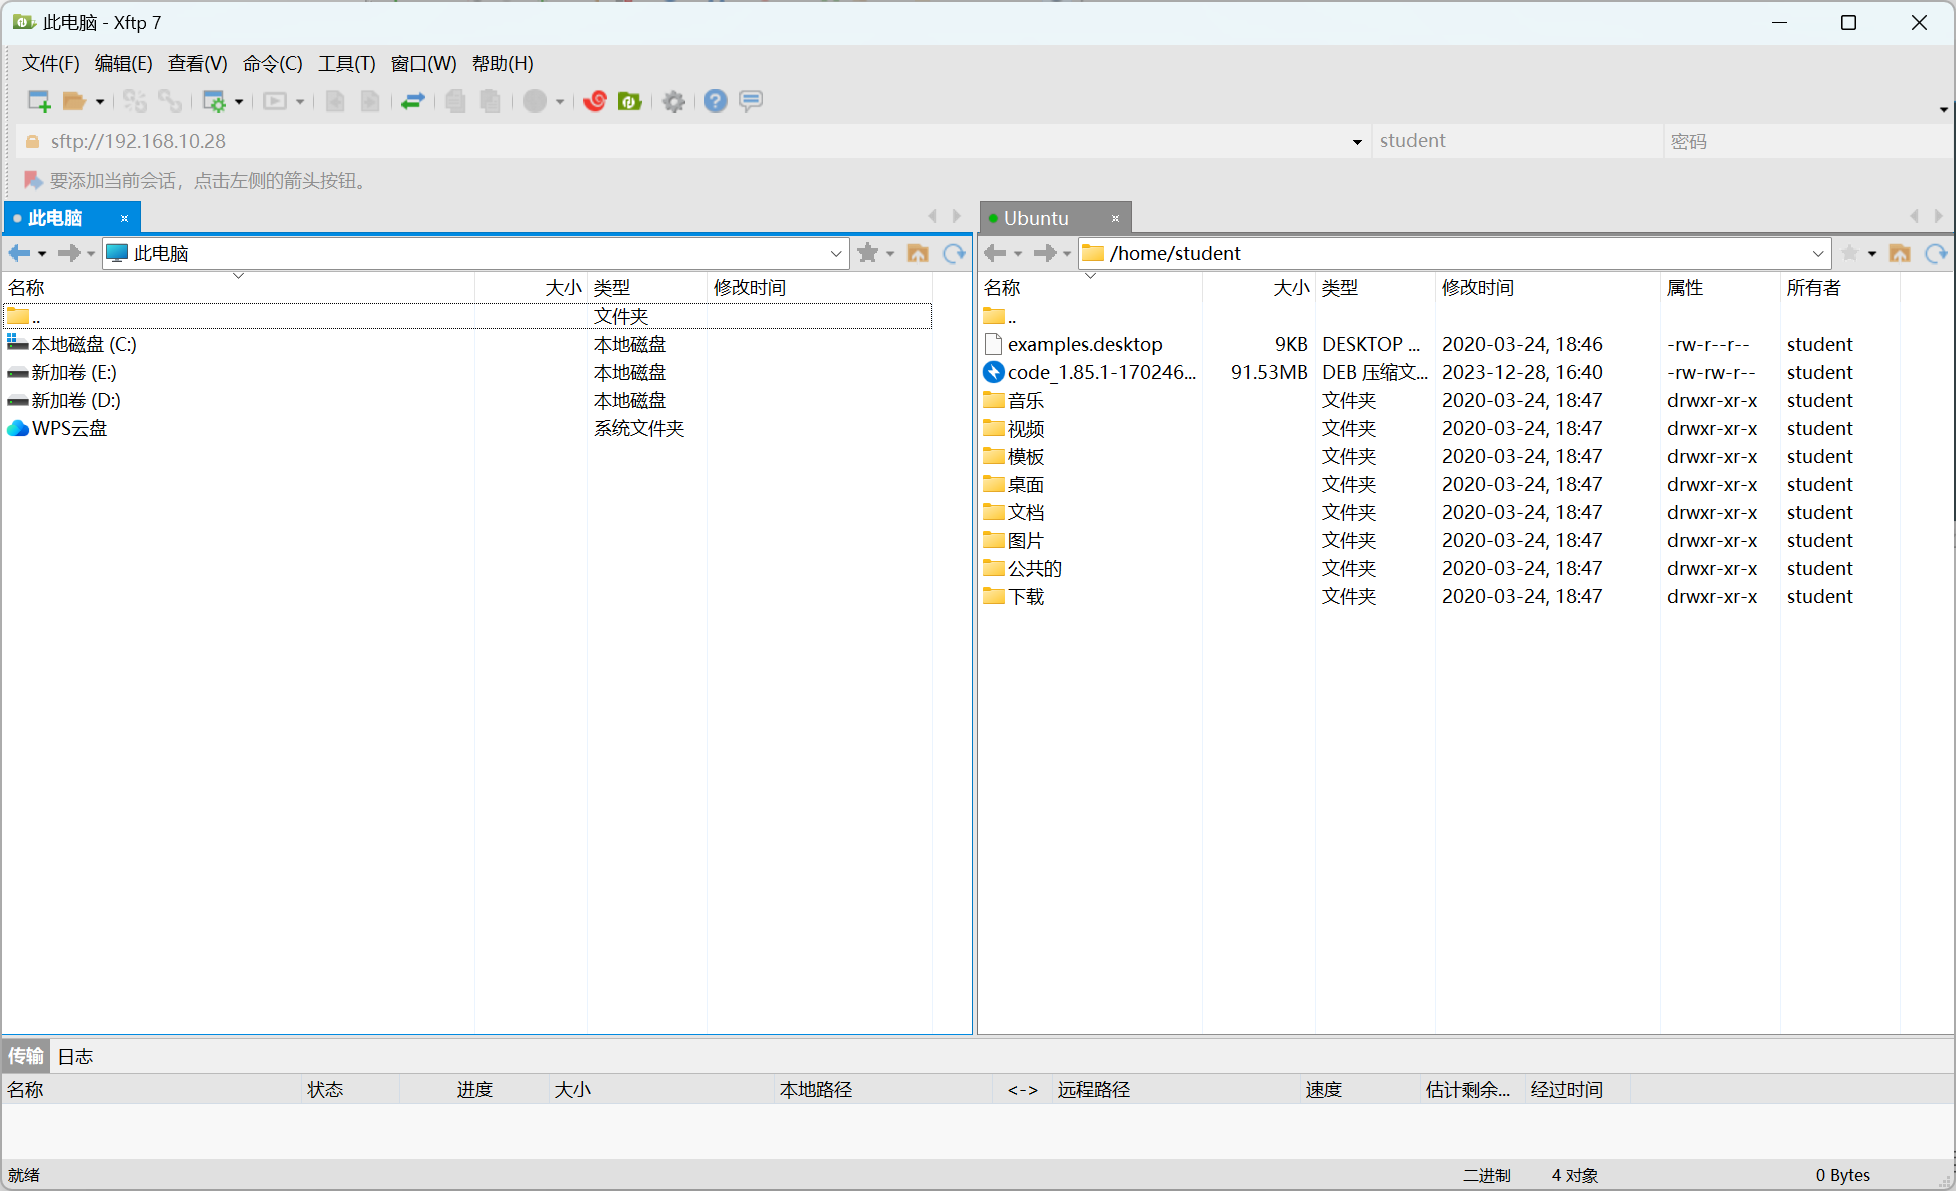 此电脑 - Xftp 7
文件(F) 编辑(E) 查看(V) 命令(C) 工具(T) 窗口(W) 帮助(H)
sftp://192.168.10.28 student 密码
要添加当前会话，点击左侧的箭头按钮。
此电脑
此电脑
名称 大小 类型 修改时间
.. 文件夹
本地磁盘 (C:) 本地磁盘
新加卷 (E:) 本地磁盘
新加卷 (D:) 本地磁盘
WPS云盘 系统文件夹
Ubuntu
/home/student
名称 大小 类型 修改时间 属性 所有者
..
examples.desktop 9KB DESKTOP ... 2020-03-24, 18:46 -rw-r--r-- student
code_1.85.1-170246... 91.53MB DEB 压缩文... 2023-12-28, 16:40 -rw-rw-r-- student
音乐 文件夹 2020-03-24, 18:47 drwxr-xr-x student
视频 文件夹 2020-03-24, 18:47 drwxr-xr-x student
模板 文件夹 2020-03-24, 18:47 drwxr-xr-x student
桌面 文件夹 2020-03-24, 18:47 drwxr-xr-x student
文档 文件夹 2020-03-24, 18:47 drwxr-xr-x student
图片 文件夹 2020-03-24, 18:47 drwxr-xr-x student
公共的 文件夹 2020-03-24, 18:47 drwxr-xr-x student
下载 文件夹 2020-03-24, 18:47 drwxr-xr-x student
传输 日志
名称 状态 进度 大小 本地路径 <-> 远程路径 速度 估计剩余... 经过时间
就绪 二进制 4 对象 0 Bytes